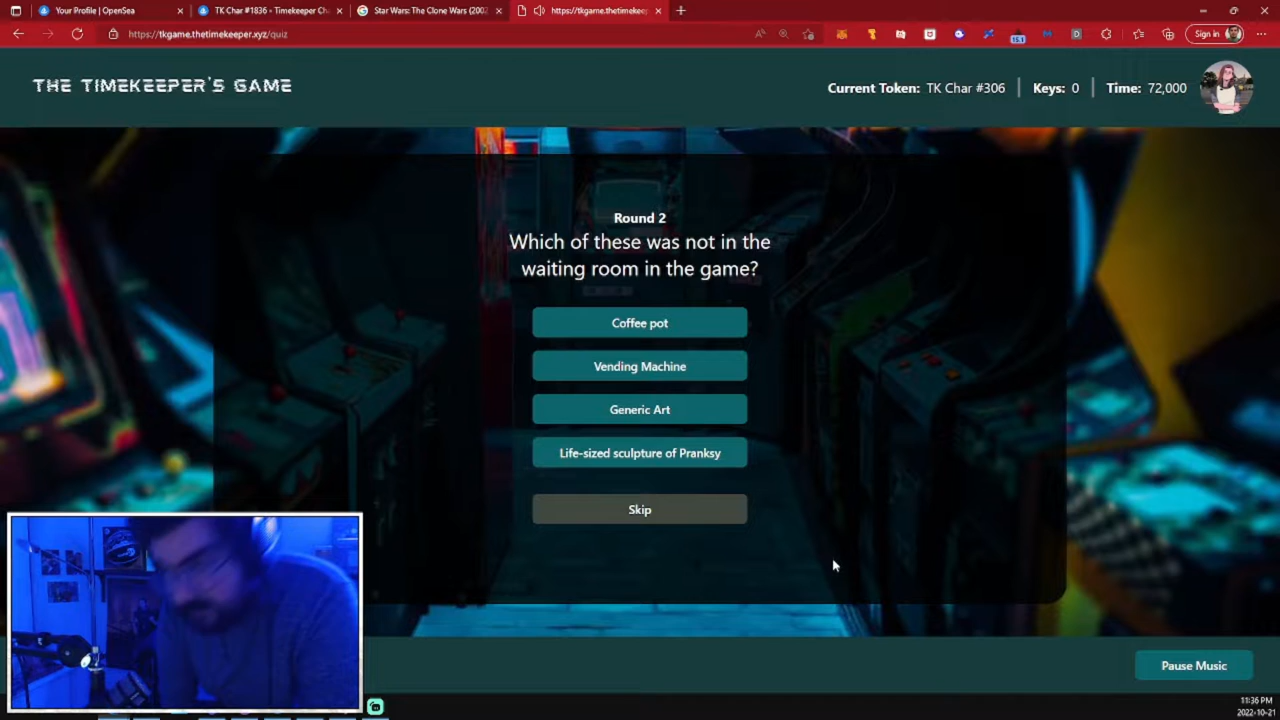 Your Profile | OpenSea
TK Char #1836 - Timekeeper Ch
Star Wars: The Clone Wars (200
https://tkgame.thetimekeepe
https://tkgame.thetimekeeper.xyz/quiz
Sign in
15.1
THE TIMEKEEPER'S GAME
Current Token: TK Char #306
Keys: 0
Time: 72,000
Round 2
Which of these was not in the
waiting room in the game?
Coffee pot
Vending Machine
Generic Art
Life-sized sculpture of Pranksy
Skip
Pause Music
11:36 PM
2022-10-21